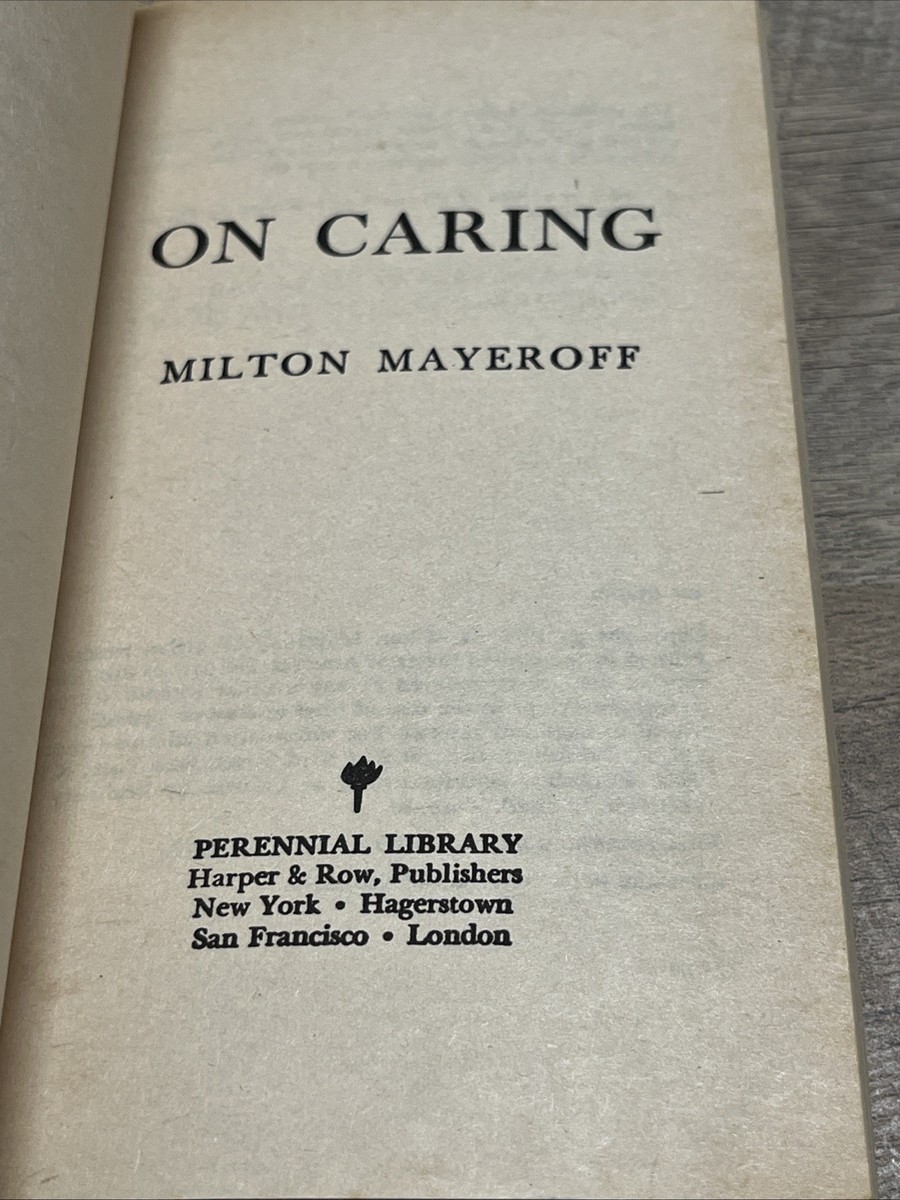 ON CARING
MILTON MAYEROFF
PERENNIAL LIBRARY
Harper & Row, Publishers
New York • Hagerstown
San Francisco • London